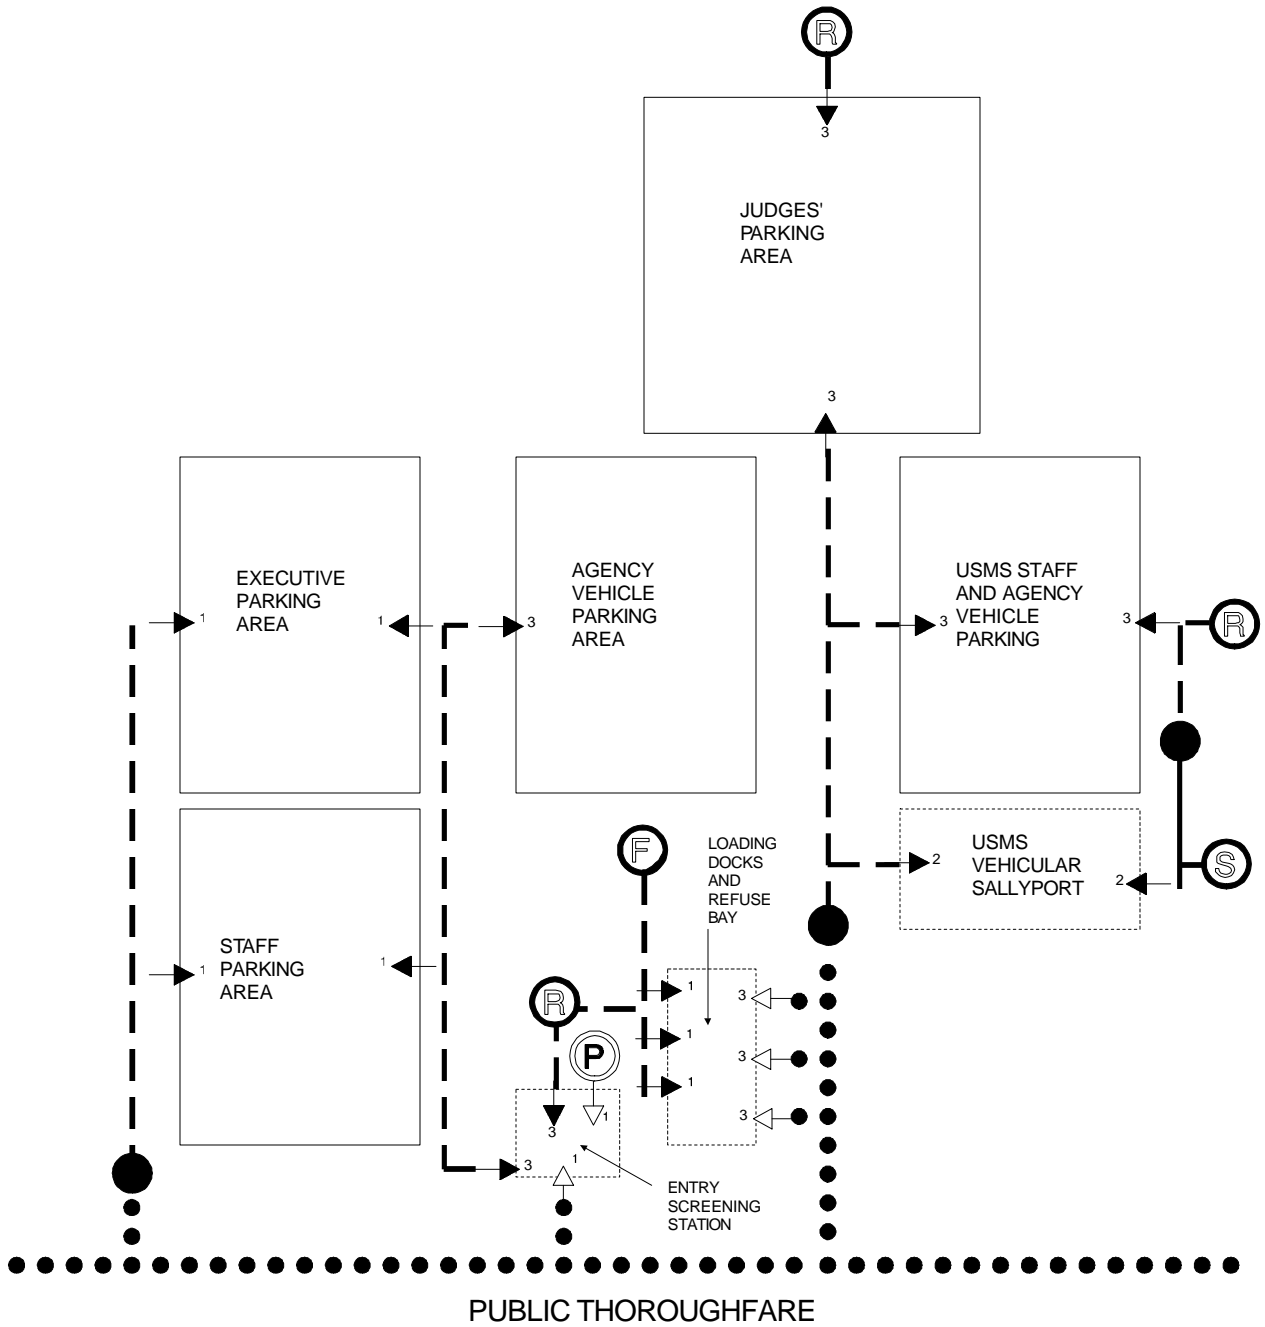 R
3
JUDGES'
PARKING
AREA
3
EXECUTIVE
PARKING
AREA
1
1
AGENCY
VEHICLE
PARKING
AREA
3
USMS STAFF
AND AGENCY
VEHICLE
PARKING
3
3
R
STAFF
PARKING
AREA
1
1
F
LOADING
DOCKS
AND
REFUSE
BAY
USMS
VEHICULAR
SALLYPORT
2
2
S
R
P
1
1
1
3
3
3
3
1
3
1
ENTRY
SCREENING
STATION
PUBLIC THOROUGHFARE